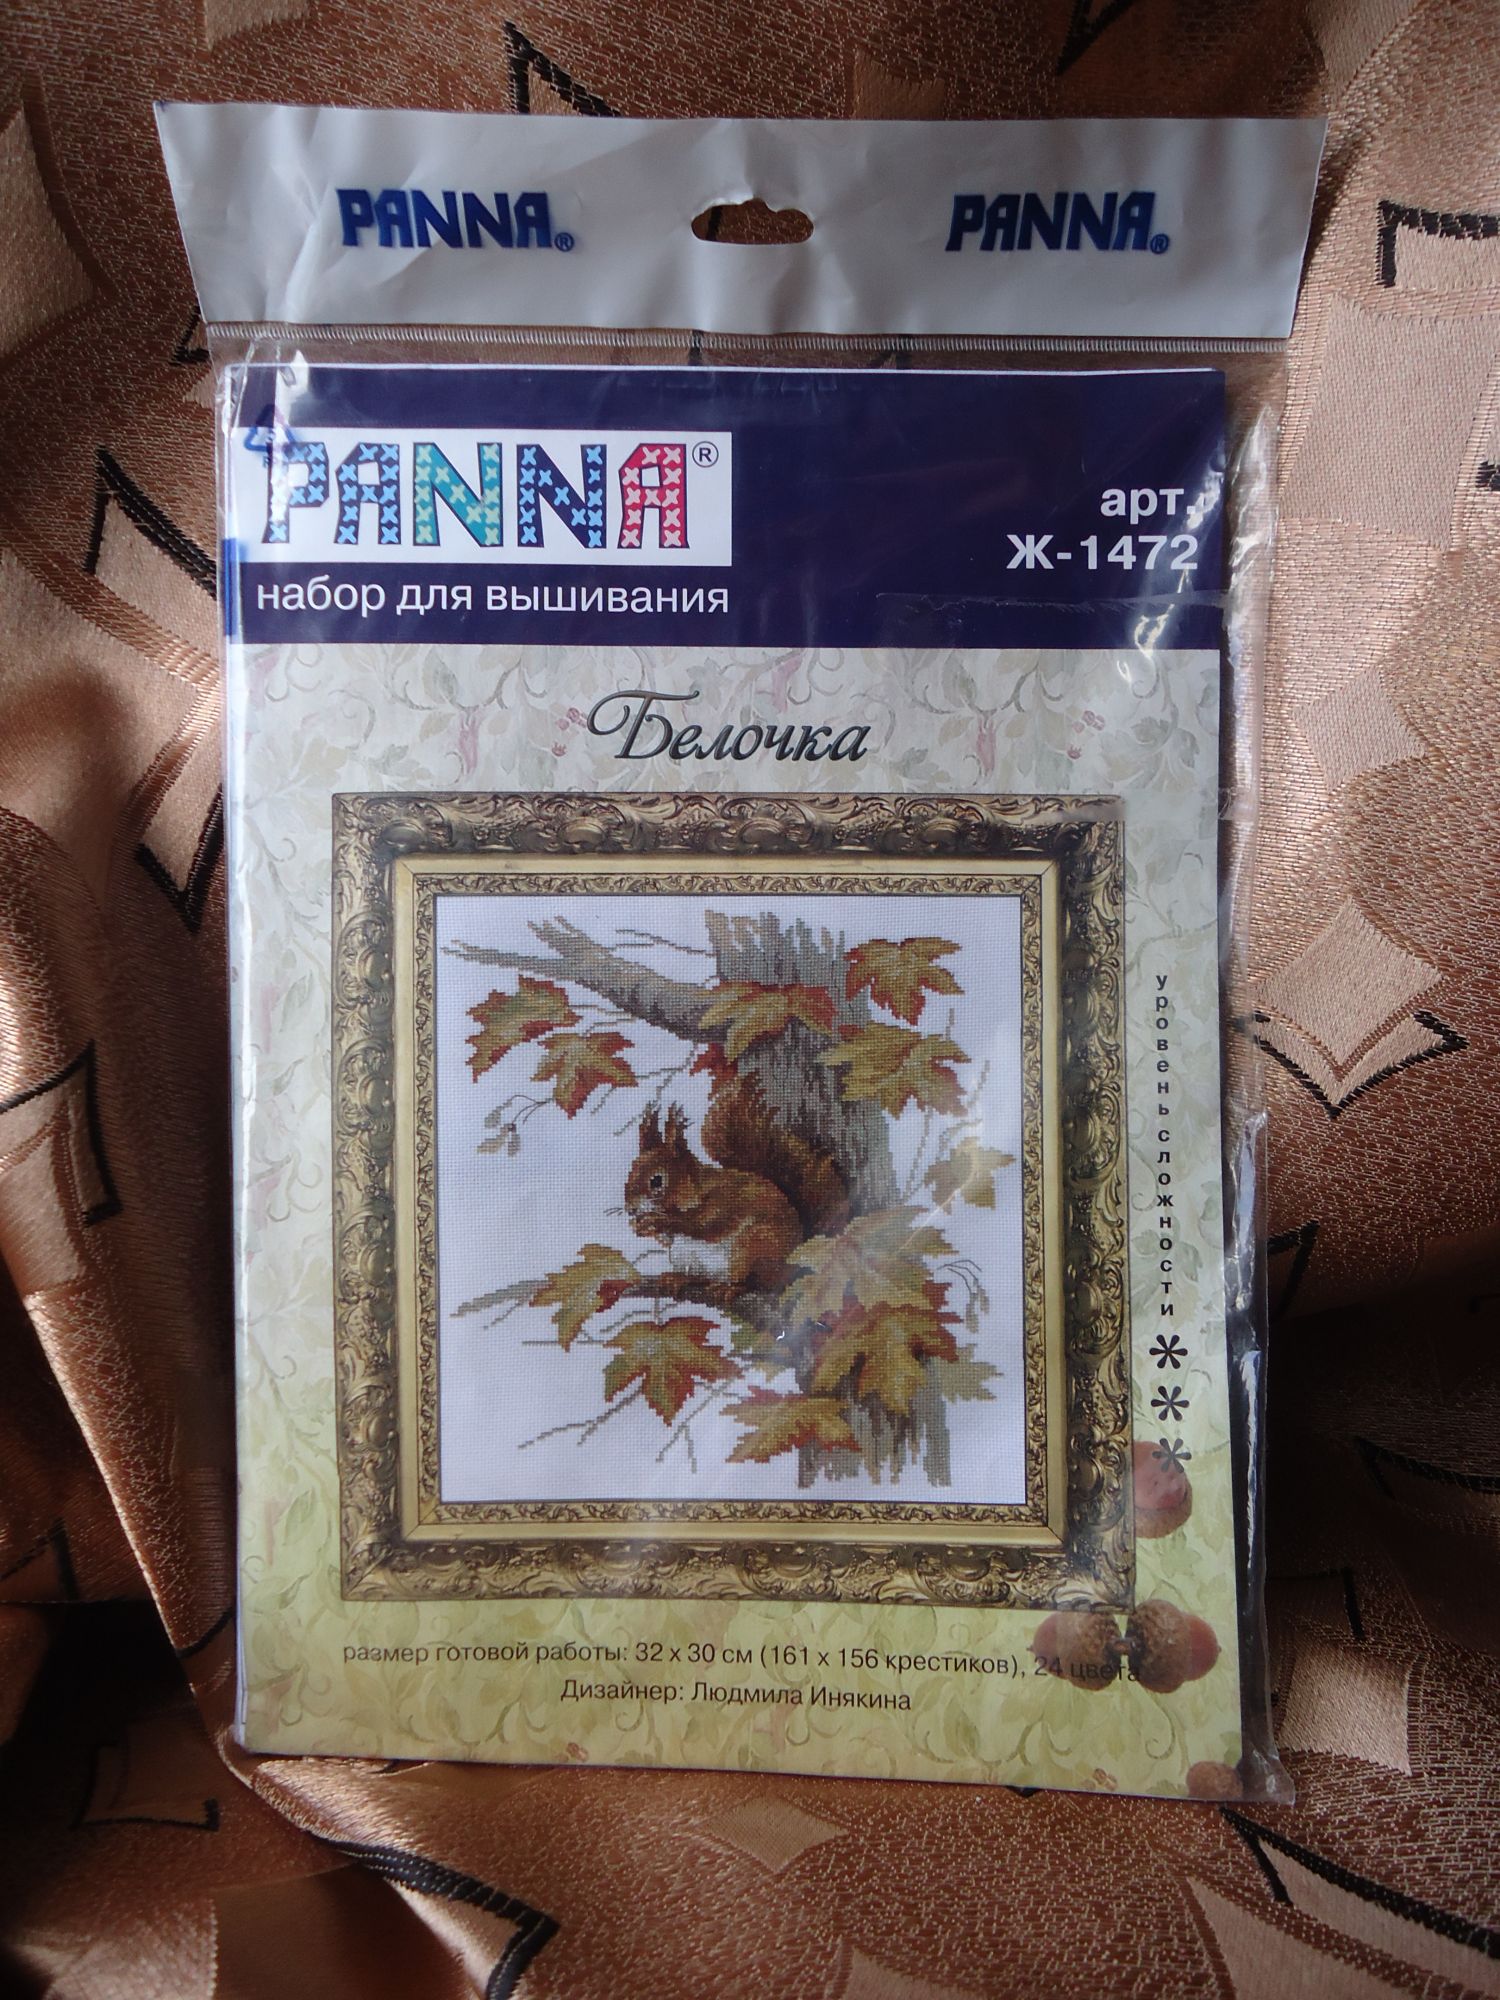 PANNA®
PANNA®
PANNA®
арт.
Ж-1472
набор для вышивания
Белочка
уровень сложности ***
размер готовой работы: 32 x 30 см (161 x 156 крестиков), 24 цвета
Дизайнер: Людмила Инякина